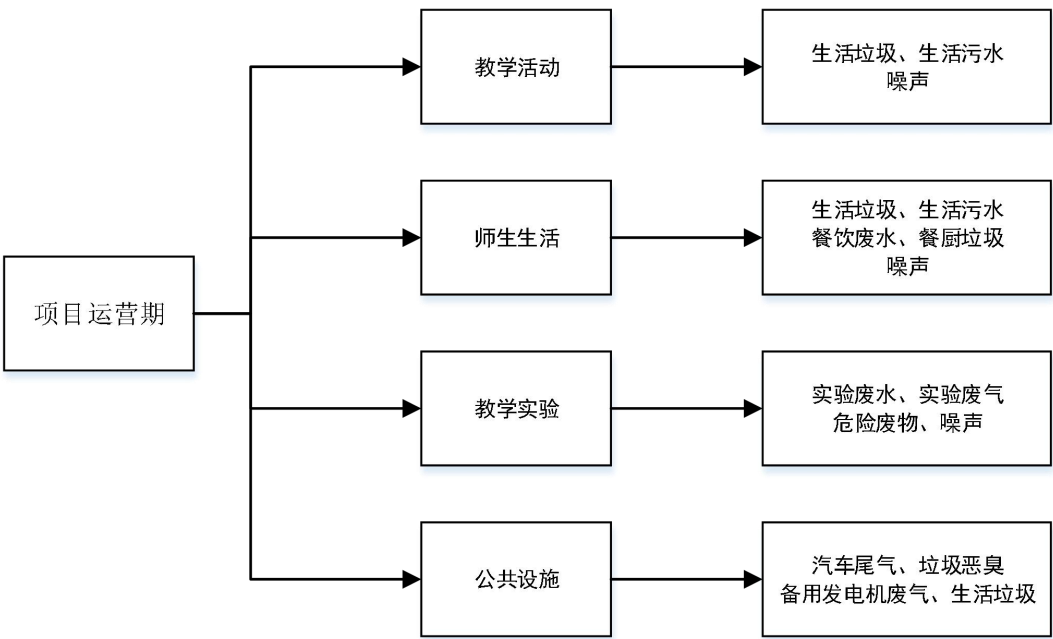 项目运营期
教学活动
生活垃圾、生活污水
噪声
师生生活
生活垃圾、生活污水
餐饮废水、餐厨垃圾
噪声
教学实验
实验废水、实验废气
危险废物、噪声
公共设施
汽车尾气、垃圾恶臭
备用发电机废气、生活垃圾